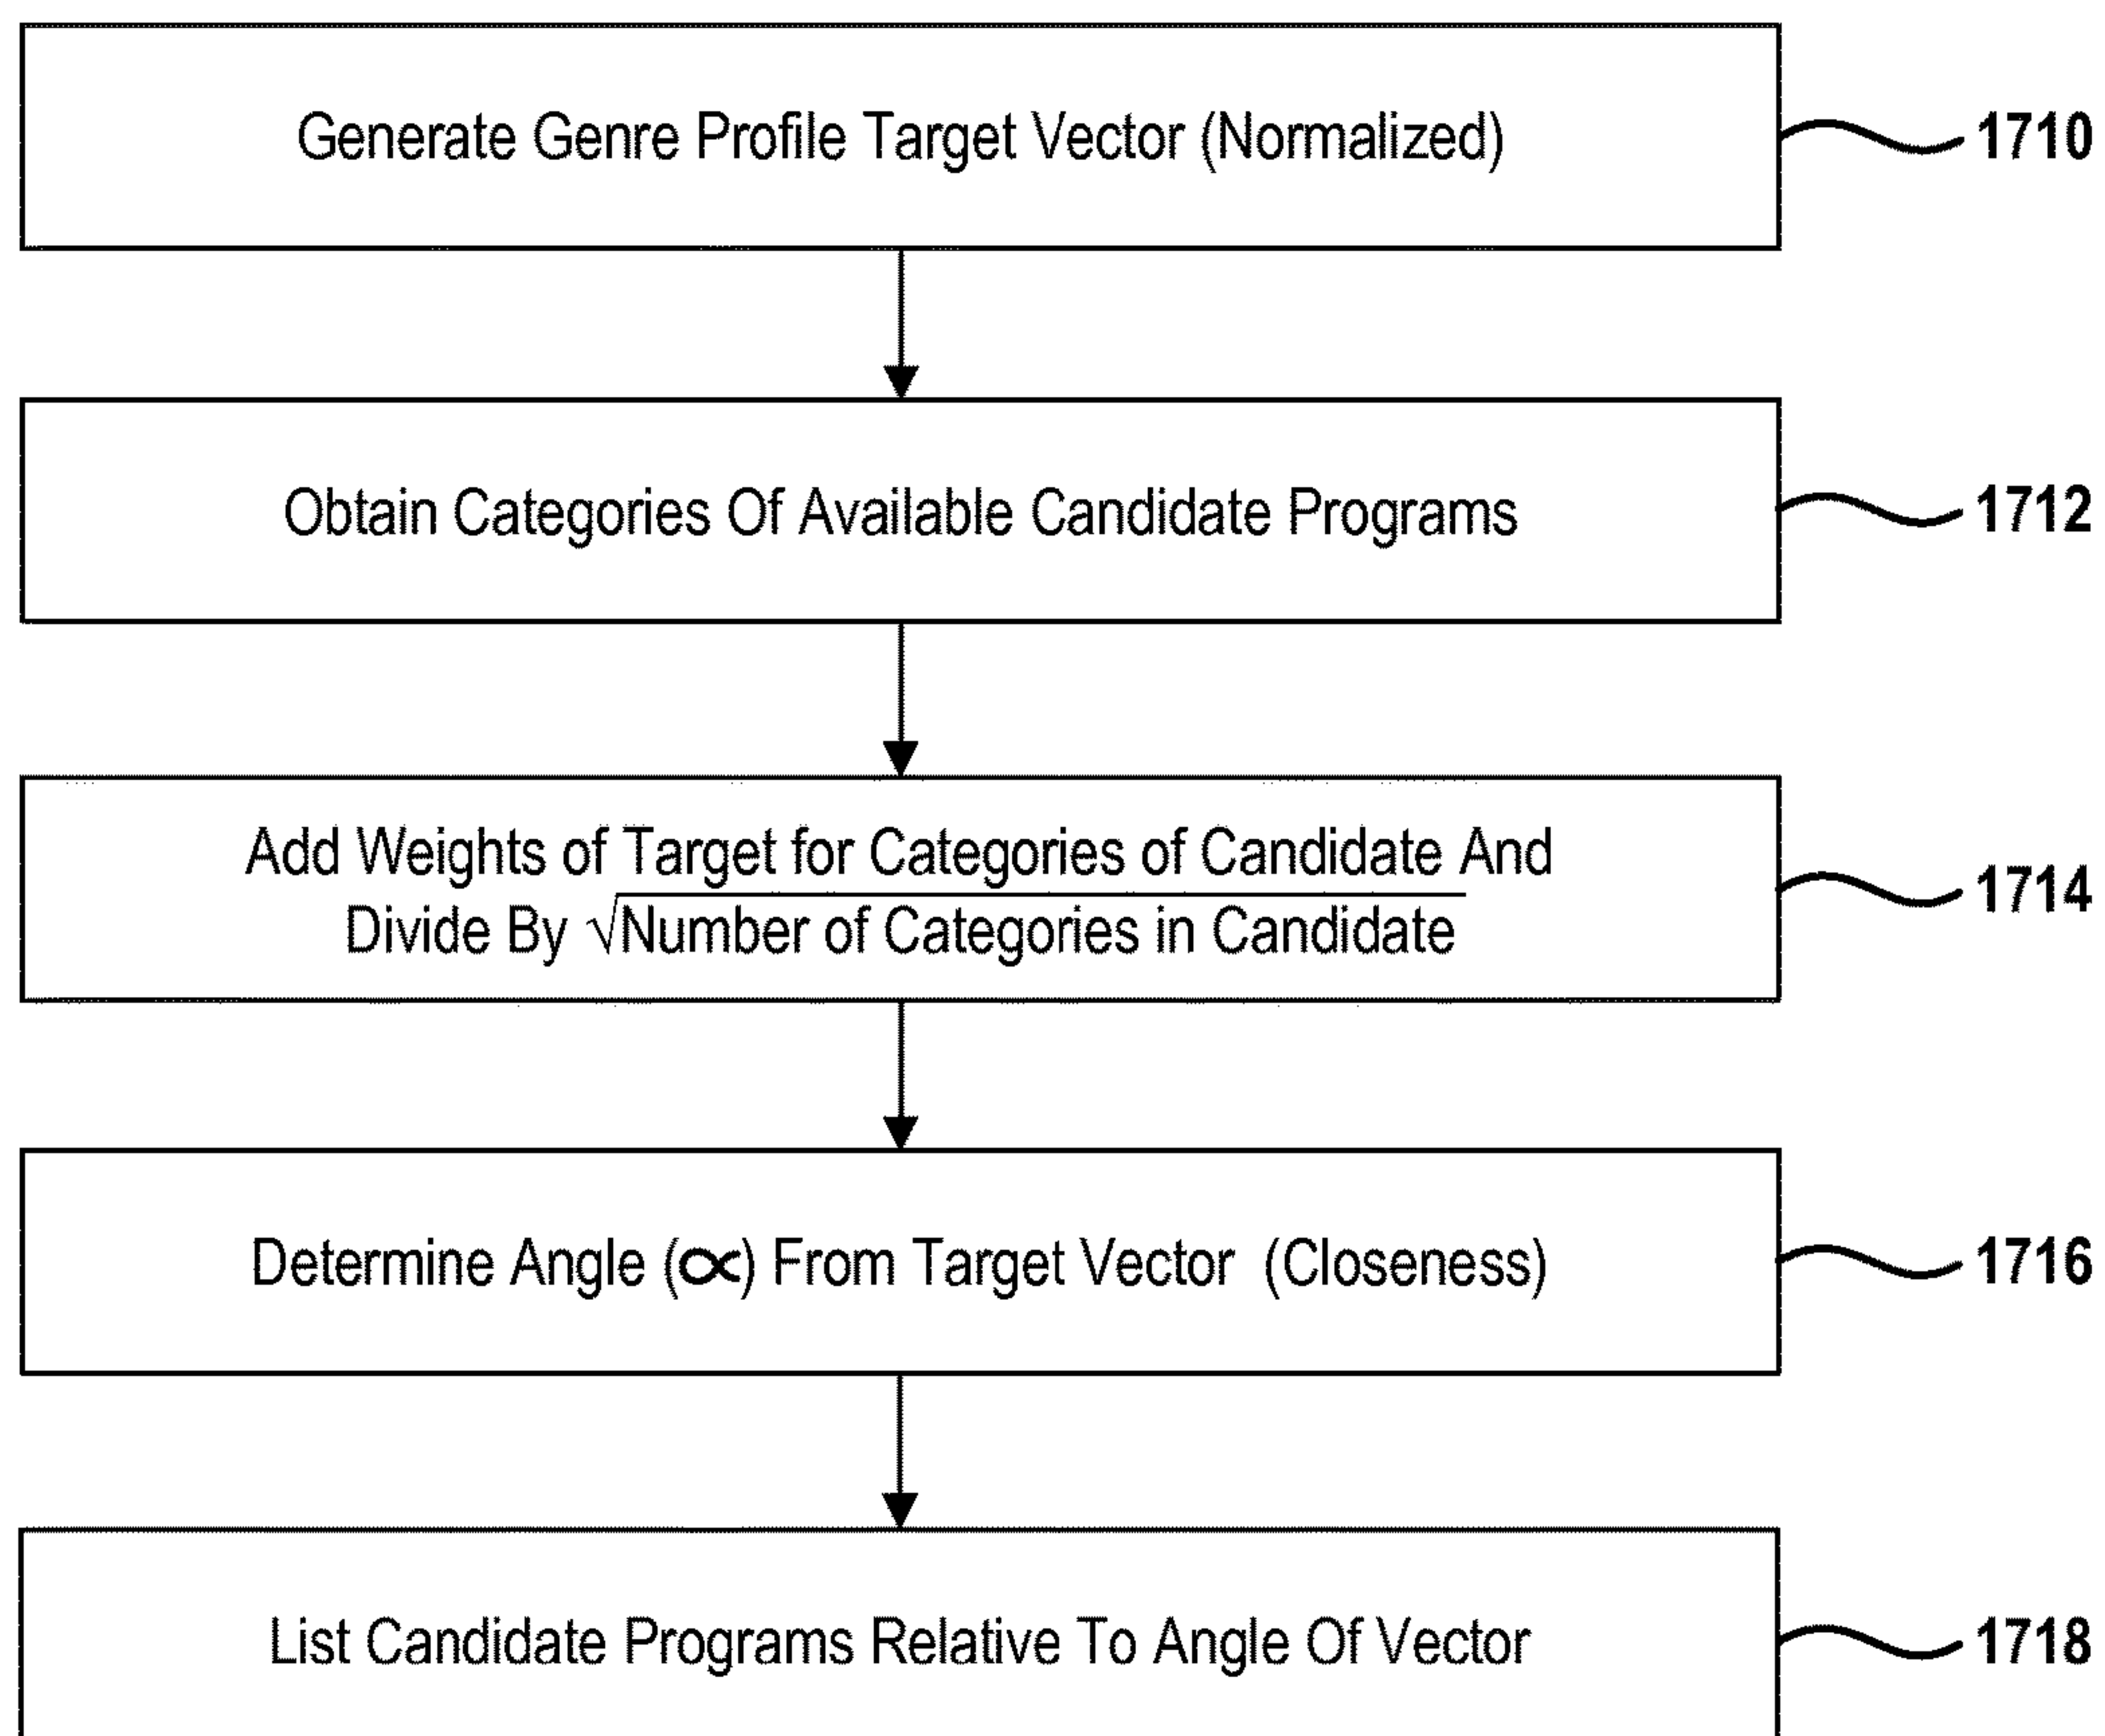 Generate Genre Profile Target Vector (Normalized)
1710
Obtain Categories Of Available Candidate Programs
1712
Add Weights of Target for Categories of Candidate And
Divide By √Number of Categories in Candidate
1714
Determine Angle (∝) From Target Vector (Closeness)
1716
List Candidate Programs Relative To Angle Of Vector
1718